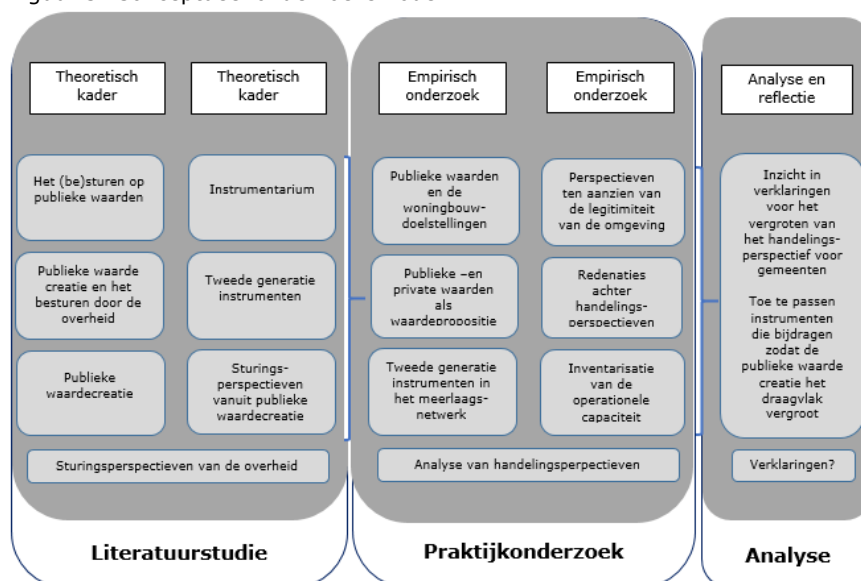 Theoretisch
kader
Theoretisch
kader
Empirisch
onderzoek
Empirisch
onderzoek
Analyse en
reflectie
Het (be)sturen op
publieke waarden
Instrumentarium
Publieke waarden
en de
woningbouw-
doelstellingen
Perspectieven
ten aanzien van
de legitimiteit
van de omgeving
Inzicht in
verklaringen
voor het
vergroten van
het handelings-
perspectief voor
gemeenten
Toe te passen
instrumenten
die bijdragen
zodat de
publieke waarde
creatie het
draagvlak
vergroot
Publieke waarde
creatie en het
besturen door de
overheid
Tweede generatie
instrumenten
Publieke –en
private waarden
als
waardepropositie
Redenaties
achter
handelings-
perspectieven
Publieke
waardecreatie
Sturings-
perspectieven
vanuit publieke
waardecreatie
Tweede generatie
instrumenten in
het meerlaags-
netwerk
Inventarisatie
van de
operationele
capaciteit
Sturingsperspectieven van de overheid
Analyse van handelingsperpectieven
Verklaringen?
Literatuurstudie
Praktijkonderzoek
Analyse